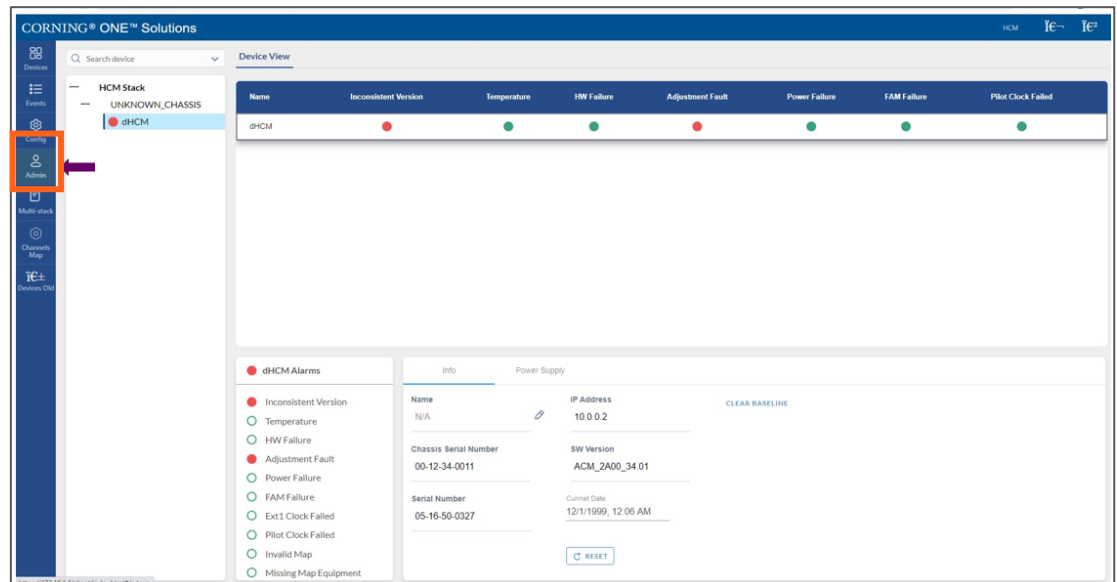 CORNING® ONE™ Solutions
HCM
Ï€¬
Ï€²
Devices
Events
Config
Admin
Multi-stack
Channels
Map
Ï€±
Devices Old
Search device
HCM Stack
UNKNOWN_CHASSIS
dHCM
Device View
Name Inconsistent Version Temperature HW Failure Adjustment Fault Power Failure FAM Failure Pilot Clock Failed
dHCM
dHCM Alarms
Inconsistent Version
Temperature
HW Failure
Adjustment Fault
Power Failure
FAM Failure
Ext1 Clock Failed
Pilot Clock Failed
Invalid Map
Missing Map Equipment
Info Power Supply
Name
N/A
IP Address
10.0.0.2
CLEAR BASELINE
Chassis Serial Number
00-12-34-0011
SW Version
ACM_2A00_34.01
Serial Number
05-16-50-0327
Currnet Date
12/1/1999, 12:06 AM
RESET